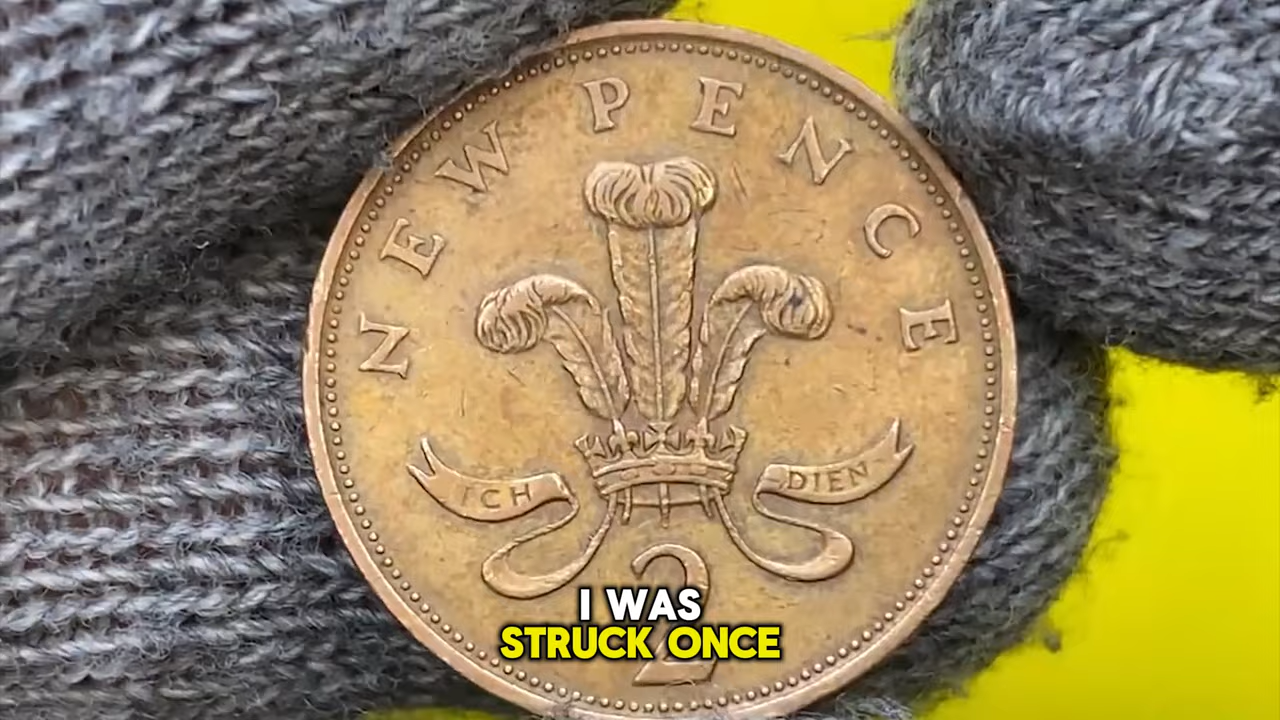 NEW PENCE
ICH DIEN
2
I WAS
STRUCK ONCE